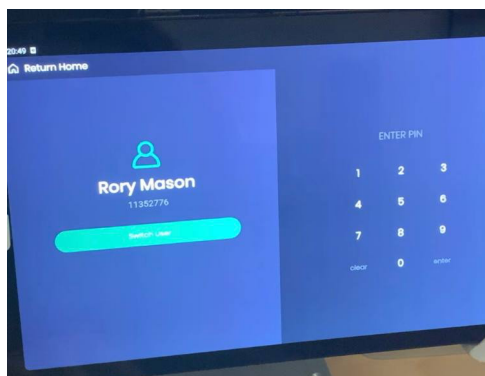 20:49
Return Home
Rory Mason
11352776
Switch User
ENTER PIN
1 2 3
4 5 6
7 8 9
clear 0 enter